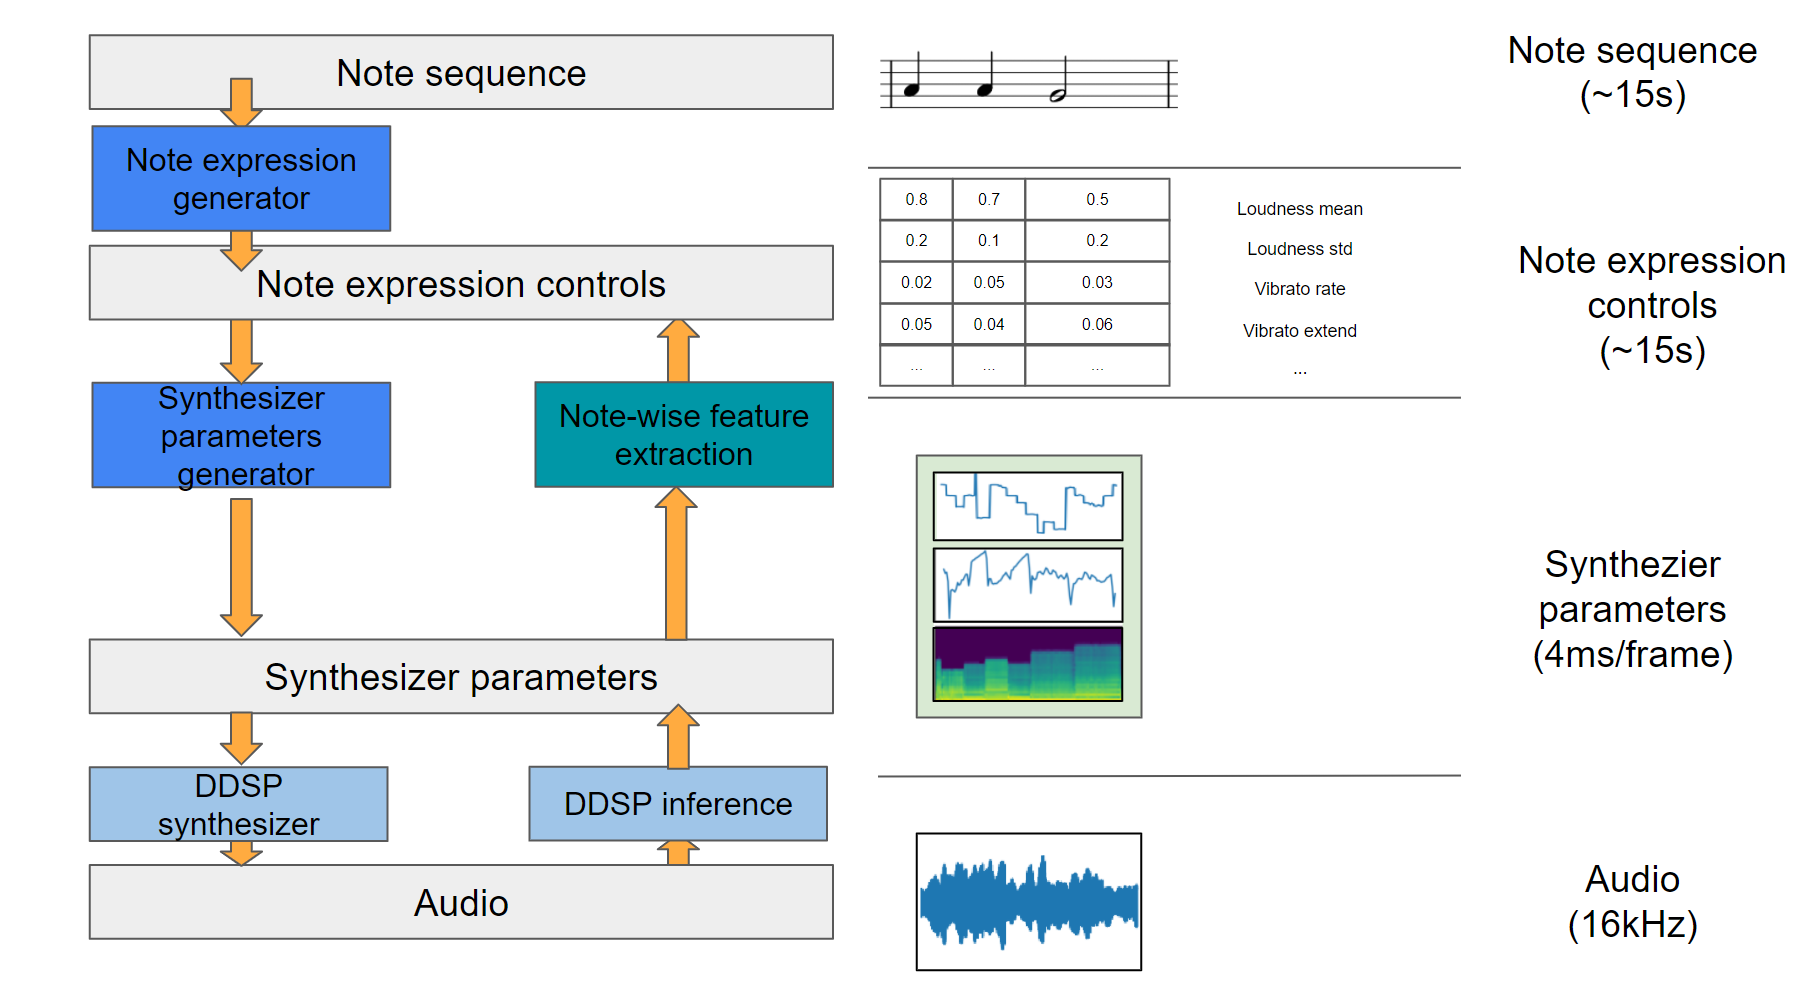 Note sequence
Note expression
generator
Note expression controls
Synthesizer
parameters
generator
Note-wise feature
extraction
Synthesizer parameters
DDSP
synthesizer
DDSP inference
Audio
0.8 0.7 0.5
0.2 0.1 0.2
0.02 0.05 0.03
0.05 0.04 0.06
... ... ...
Loudness mean
Loudness std
Vibrato rate
Vibrato extend
...
Note sequence
(~15s)
Note expression
controls
(~15s)
Synthezier
parameters
(4ms/frame)
Audio
(16kHz)